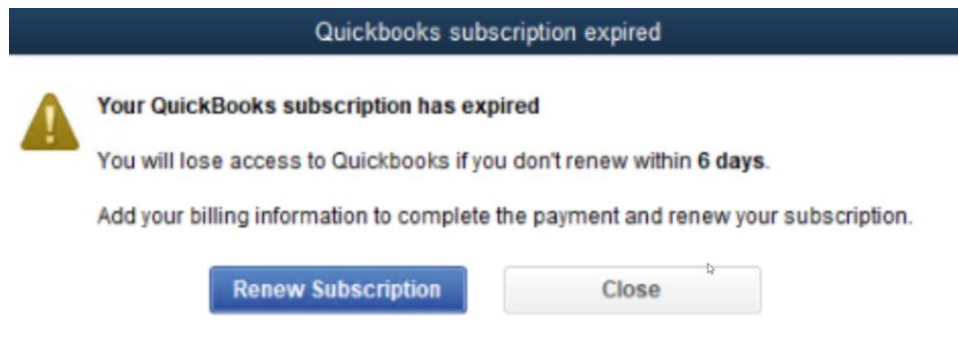 Quickbooks subscription expired
Your QuickBooks subscription has expired
You will lose access to Quickbooks if you don't renew within 6 days.
Add your billing information to complete the payment and renew your subscription.
Renew Subscription
Close